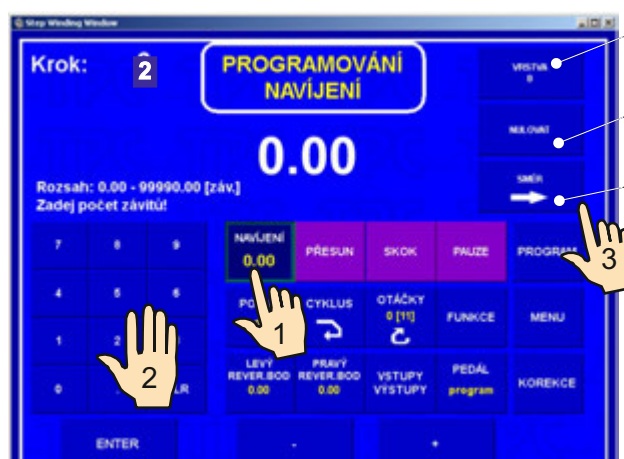 Step Winding Window
Krok: 2
PROGRAMOVÁNÍ
NAVÍJENÍ
VRSTVA
0
0.00
NULOVAT
SMĚR
Rozsah: 0.00 - 99990.00 [záv.]
Zadej počet závitů!
7 8 9
NAVÍJENÍ
0.00
PŘESUN SKOK PAUZE PROGRAM
3
4 5 6
CYKLUS
OTÁČKY
0 [11]
FUNKCE MENU
1
1 2
2
LEVÝ
REVER.BOD
0.00
PRAVÝ
REVER.BOD
0.00
VSTUPY
VÝSTUPY
PEDÁL
program
KOREKCE
0
ENTER - +